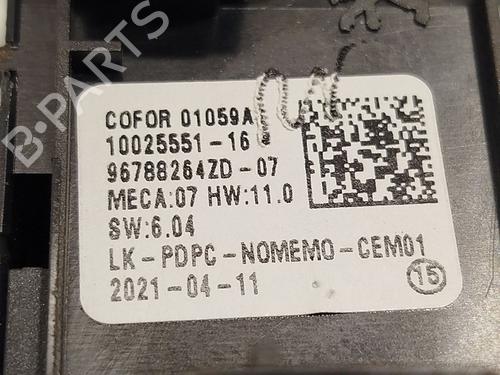 COFOR 01059A
10025551-16
96788264ZD-07
MECA:07 HW:11.0
SW:6.04
LK-PDPC-NOMEMO-CEM01
2021-04-11
15
B-PARTS